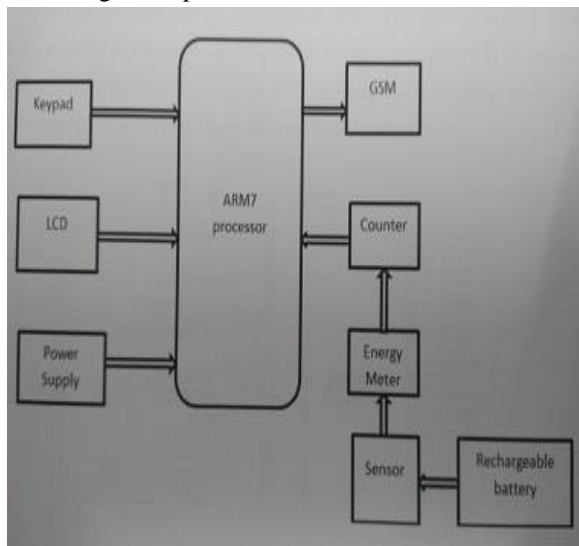 Keypad
GSM
ARM7
processor
LCD
Counter
Power
Supply
Energy
Meter
Sensor
Rechargeable
battery